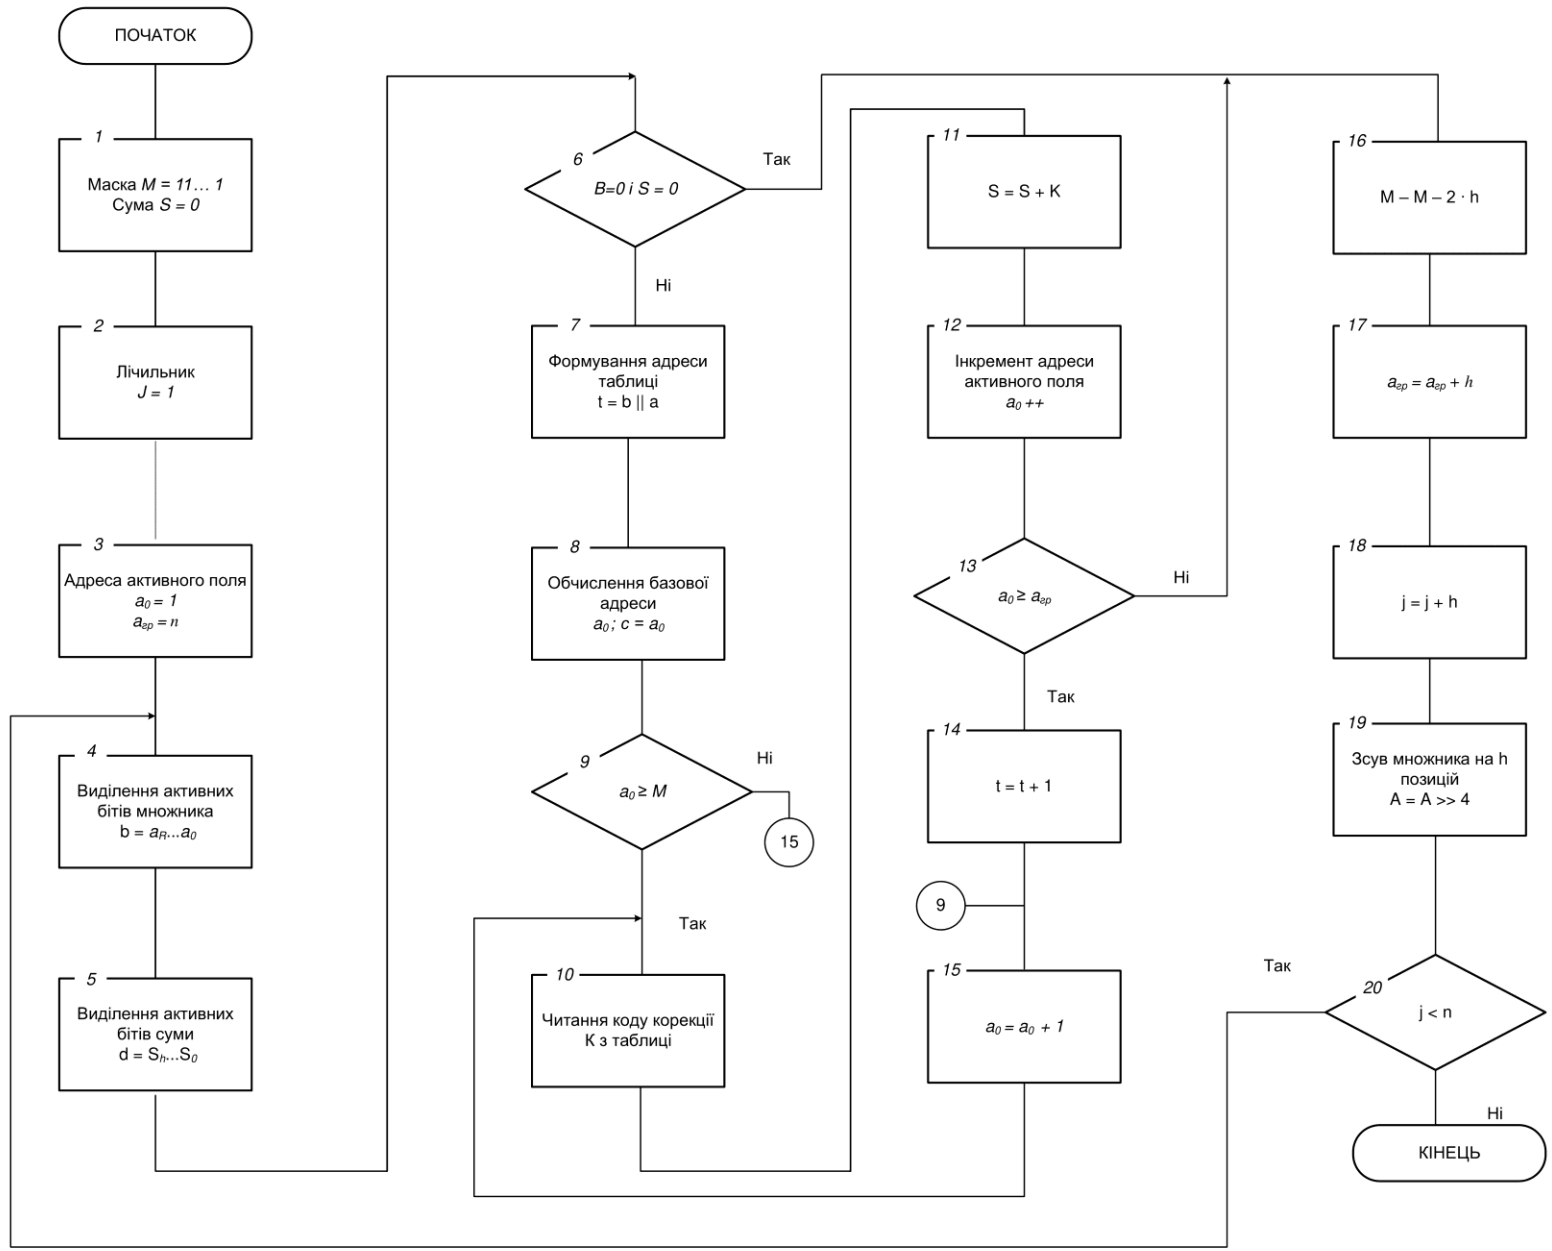 ПОЧАТОК
1
Маска M = 11… 1
Сума S = 0
2
Лічильник
J = 1
3
Адреса активного поля
a₀ = 1
aгр = n
4
Виділення активних
бітів множника
b = aR...a₀
5
Виділення активних
бітів суми
d = Sh...S₀
6
B=0 і S = 0
Так
Ні
7
Формування адреси
таблиці
t = b || a
8
Обчислення базової
адреси
a₀ ; c = a₀
9
a₀ ≥ M
Ні
15
Так
10
Читання коду корекції
К з таблиці
11
S = S + K
12
Інкремент адреси
активного поля
a₀ ++
13
a₀ ≥ aгр
Ні
Так
14
t = t + 1
9
15
a₀ = a₀ + 1
16
M – M – 2 · h
17
aгр = aгр + h
18
j = j + h
19
Зсув множника на h
позицій
A = A >> 4
20
j < n
Так
Ні
КІНЕЦЬ